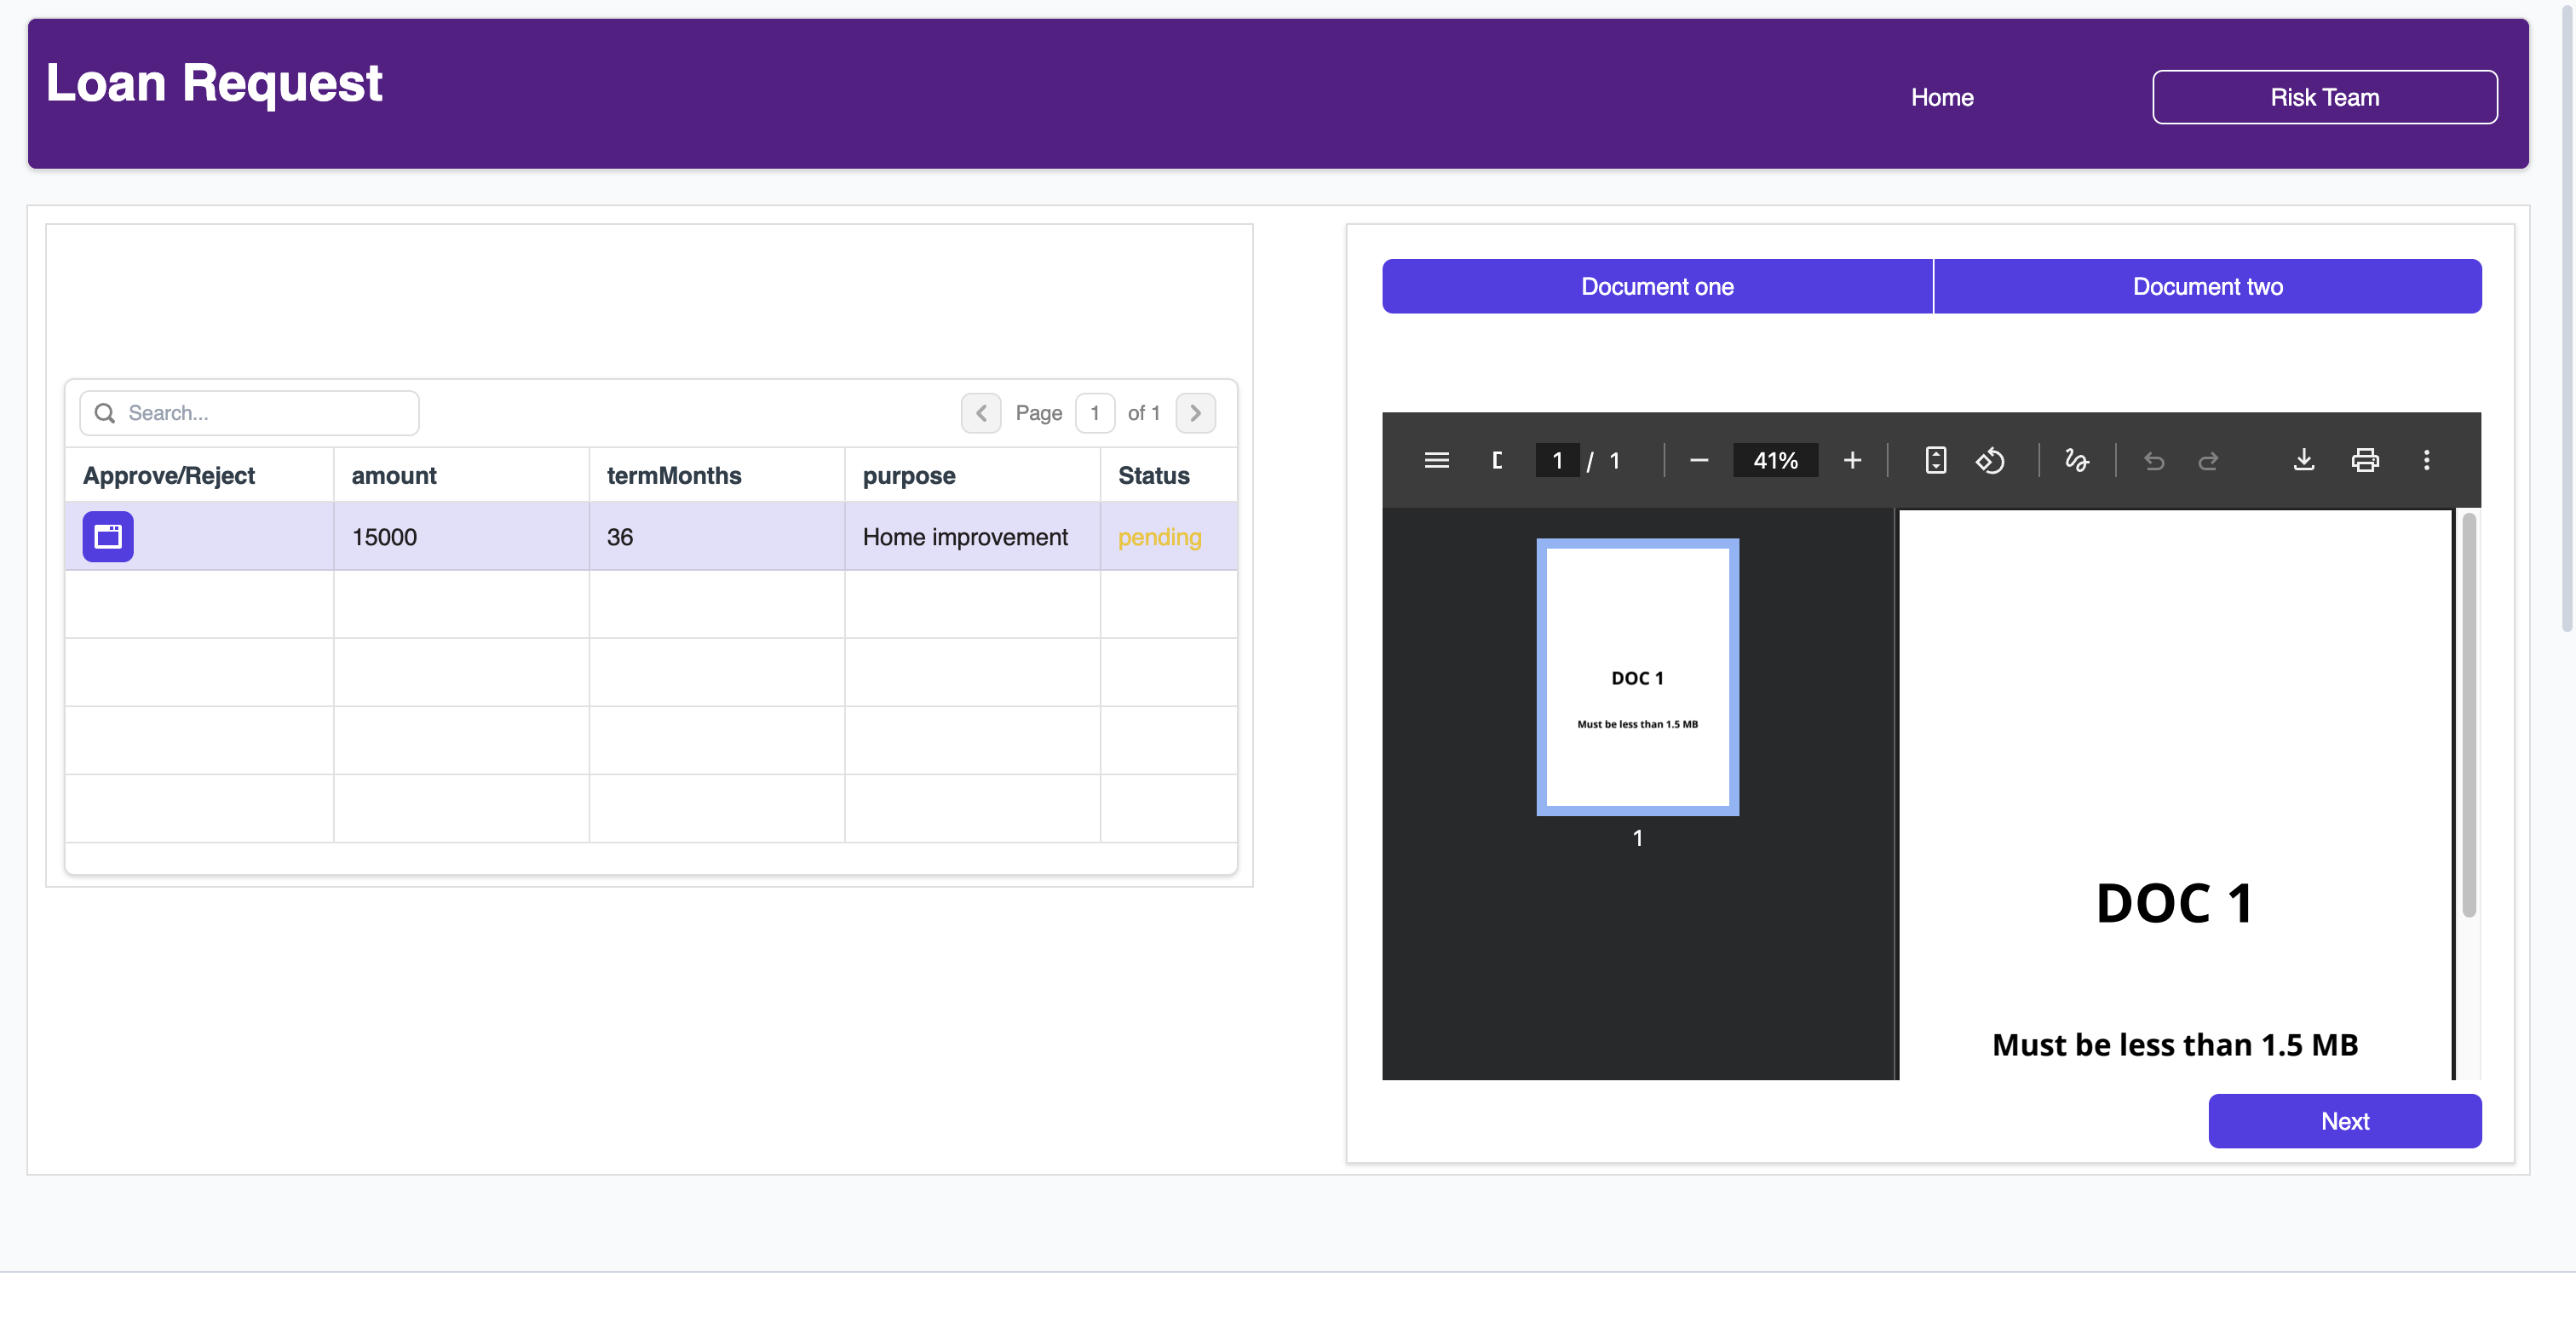 Loan Request
Home
Risk Team
Document one
Document two
Search...
Page 1 of 1
Approve/Reject amount termMonths purpose Status
15000 36 Home improvement pending
1 / 1
41%
DOC 1
Must be less than 1.5 MB
1
DOC 1
Must be less than 1.5 MB
Next